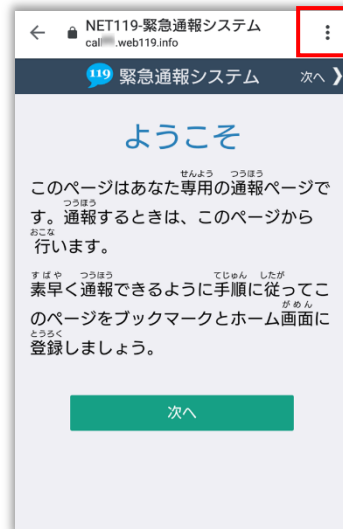 NET119-緊急通報システム
call .web119.info
119 緊急通報システム 次へ ❯
ようこそ
このページはあなた専用の通報ページで
す。通報するときは、このページから
行います。
素早く通報できるように手順に従ってこ
のページをブックマークとホーム画面に
登録しましょう。
次へ